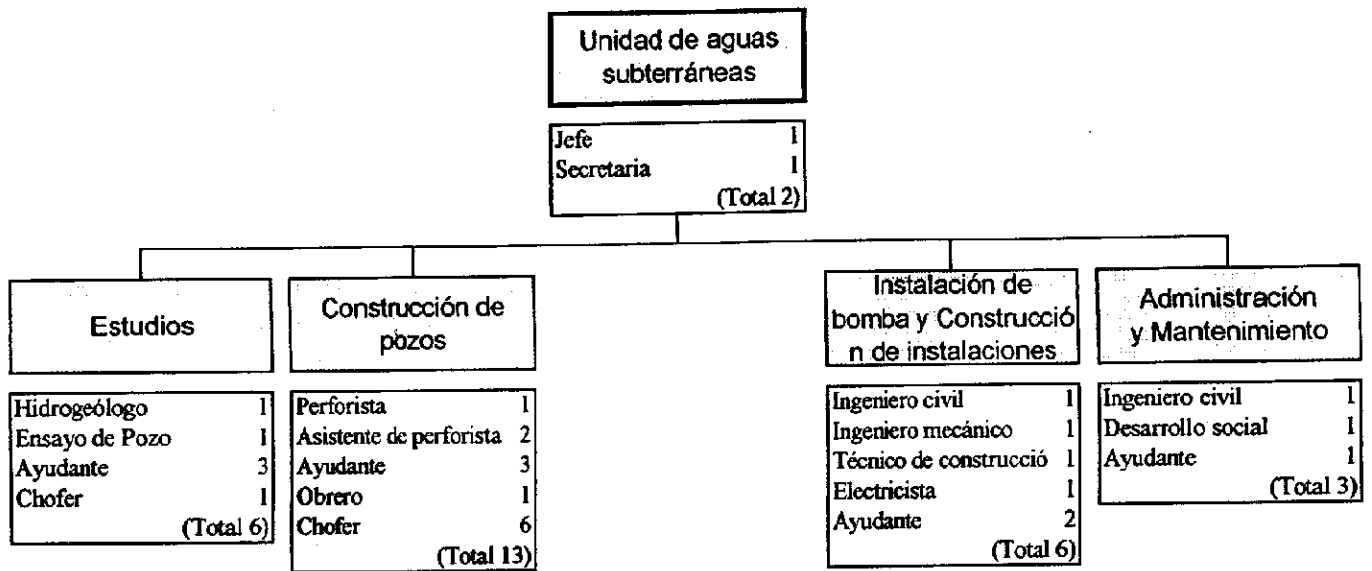 Unidad de aguas
subterráneas
Jefe 1
Secretaria 1
(Total 2)
Estudios
Hidrogeólogo 1
Ensayo de Pozo 1
Ayudante 3
Chofer 1
(Total 6)
Construcción de
pozos
Perforista 1
Asistente de perforista 2
Ayudante 3
Obrero 1
Chofer 6
(Total 13)
Instalación de
bomba y Construcció
n de instalaciones
Ingeniero civil 1
Ingeniero mecánico 1
Técnico de construcció 1
Electricista 1
Ayudante 2
(Total 6)
Administración
y Mantenimiento
Ingeniero civil 1
Desarrollo social 1
Ayudante 1
(Total 3)